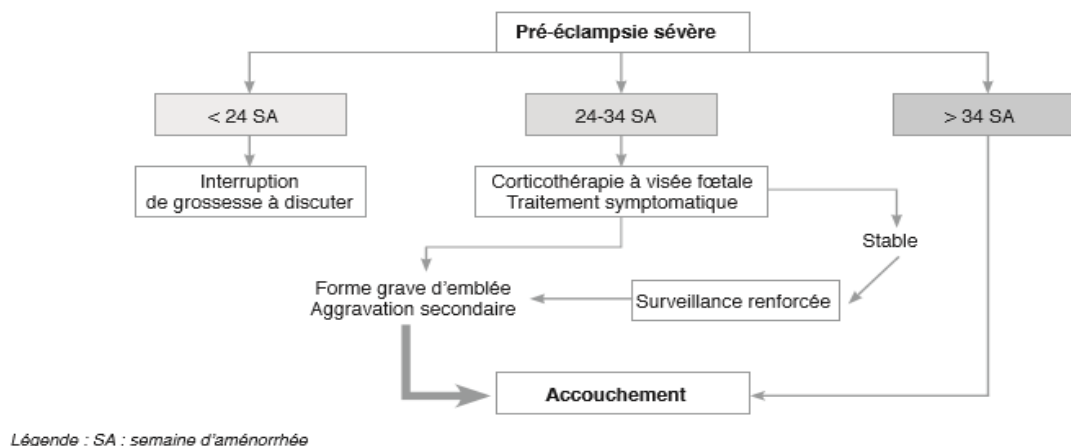 Pré-éclampsie sévère
< 24 SA
24-34 SA
> 34 SA
Interruption
de grossesse à discuter
Corticothérapie à visée fœtale
Traitement symptomatique
Stable
Forme grave d'emblée
Aggravation secondaire
Surveillance renforcée
Accouchement
Légende : SA : semaine d'aménorrhée